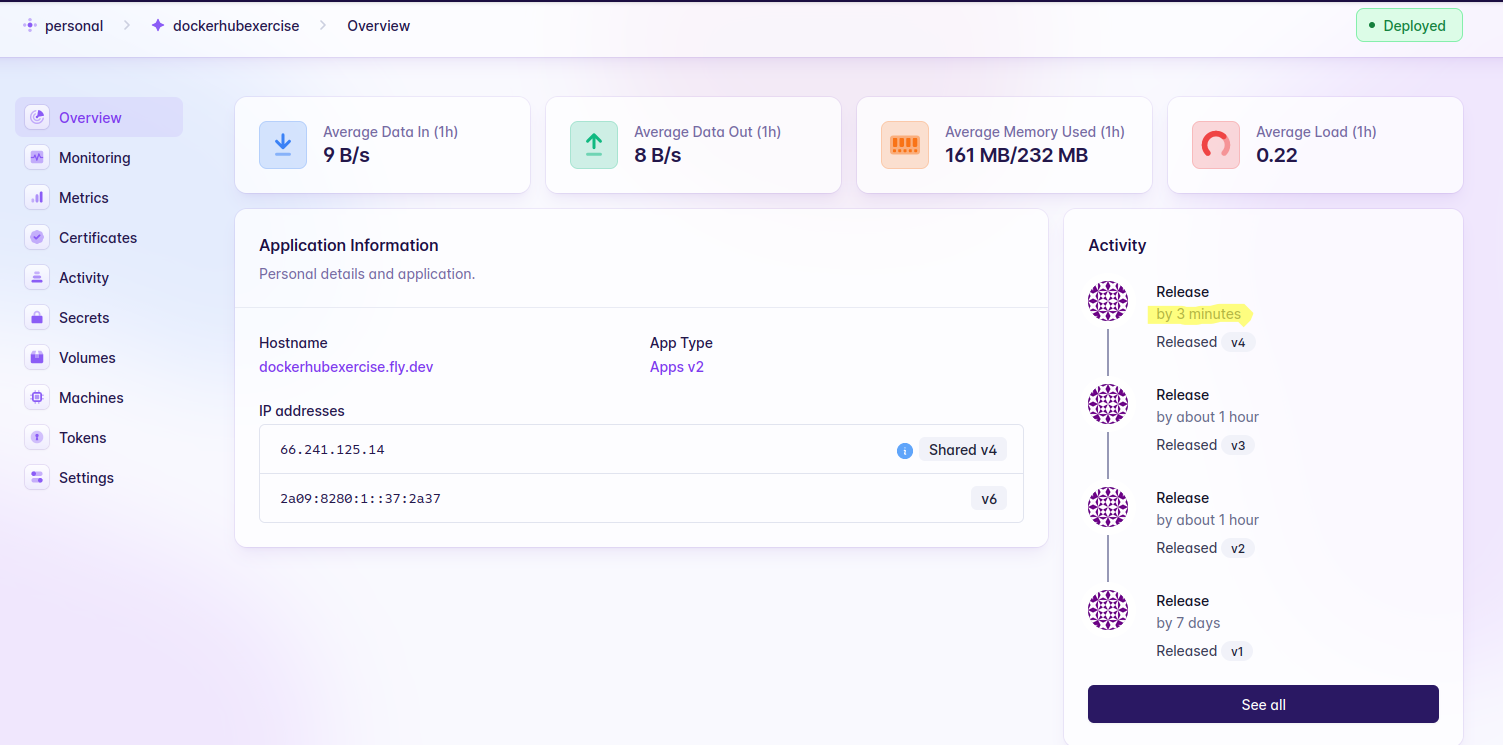 personal
dockerhubexercise
Overview
Deployed
Overview
Monitoring
Metrics
Certificates
Activity
Secrets
Volumes
Machines
Tokens
Settings
Average Data In (1h)
9 B/s
Average Data Out (1h)
8 B/s
Average Memory Used (1h)
161 MB/232 MB
Average Load (1h)
0.22
Application Information
Personal details and application.
Hostname
dockerhubexercise.fly.dev
App Type
Apps v2
IP addresses
66.241.125.14
Shared v4
2a09:8280:1::37:2a37
v6
Activity
Release
by 3 minutes
Released v4
Release
by about 1 hour
Released v3
Release
by about 1 hour
Released v2
Release
by 7 days
Released v1
See all